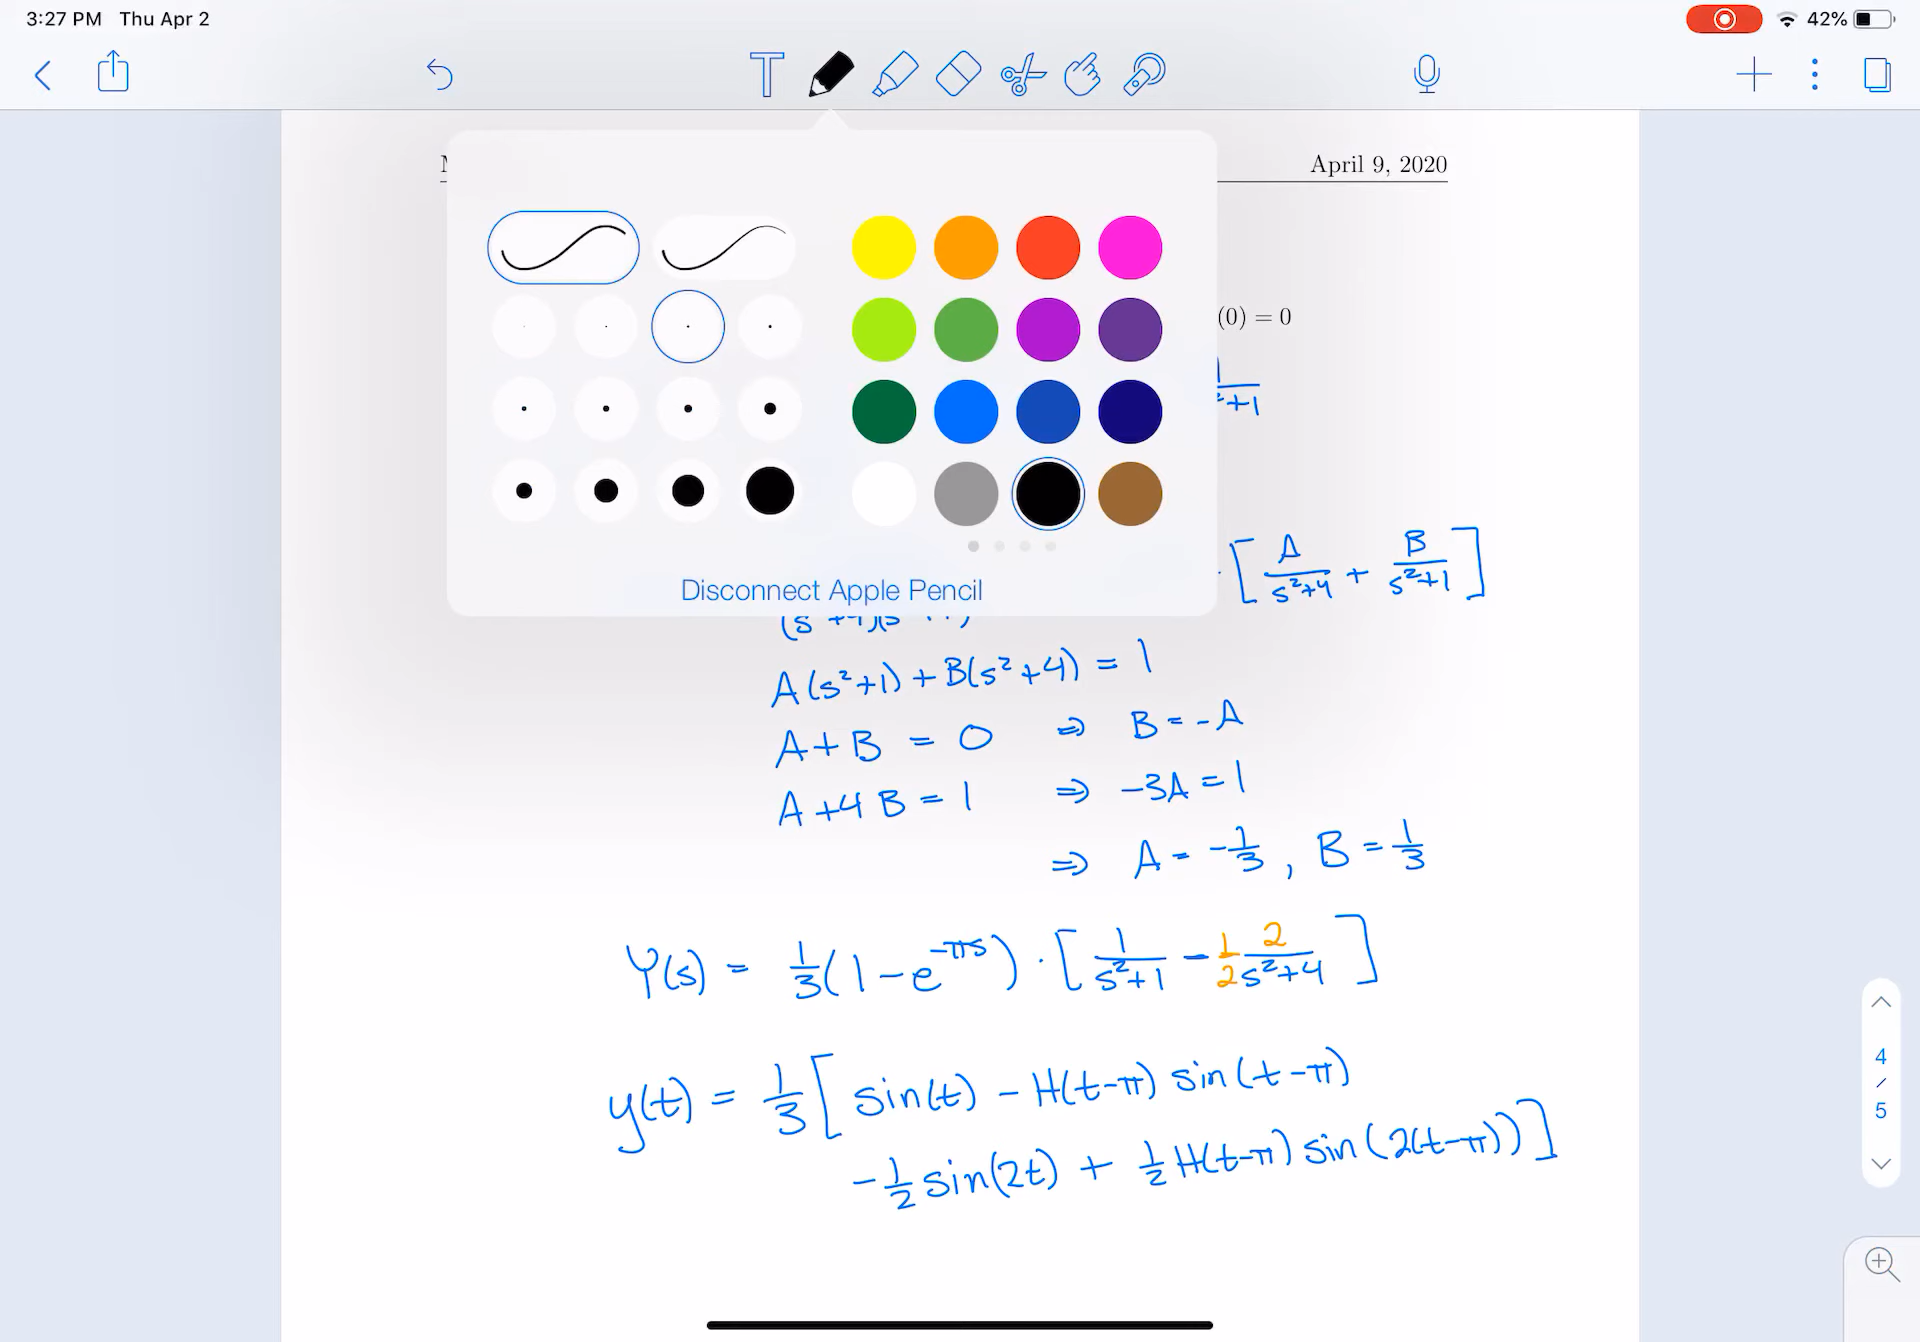 3:27 PM Thu Apr 2
42%
T
April 9, 2020
(0) = 0
1/(²+1)
· [A/(s²+4) + B/(s²+1)]
Disconnect Apple Pencil
A(s²+1) + B(s²+4) = 1
A+B = 0 ⇒ B = -A
A+4B = 1 ⇒ -3A = 1
⇒ A = -1/3, B = 1/3
Y(s) = 1/3(1-e^(-πs)) · [1/(s²+1) - 1/2 2/(s²+4)]
y(t) = 1/3[sin(t) - H(t-π) sin(t-π)
-1/2 sin(2t) + 1/2 H(t-π) sin(2(t-π))]
4
/
5